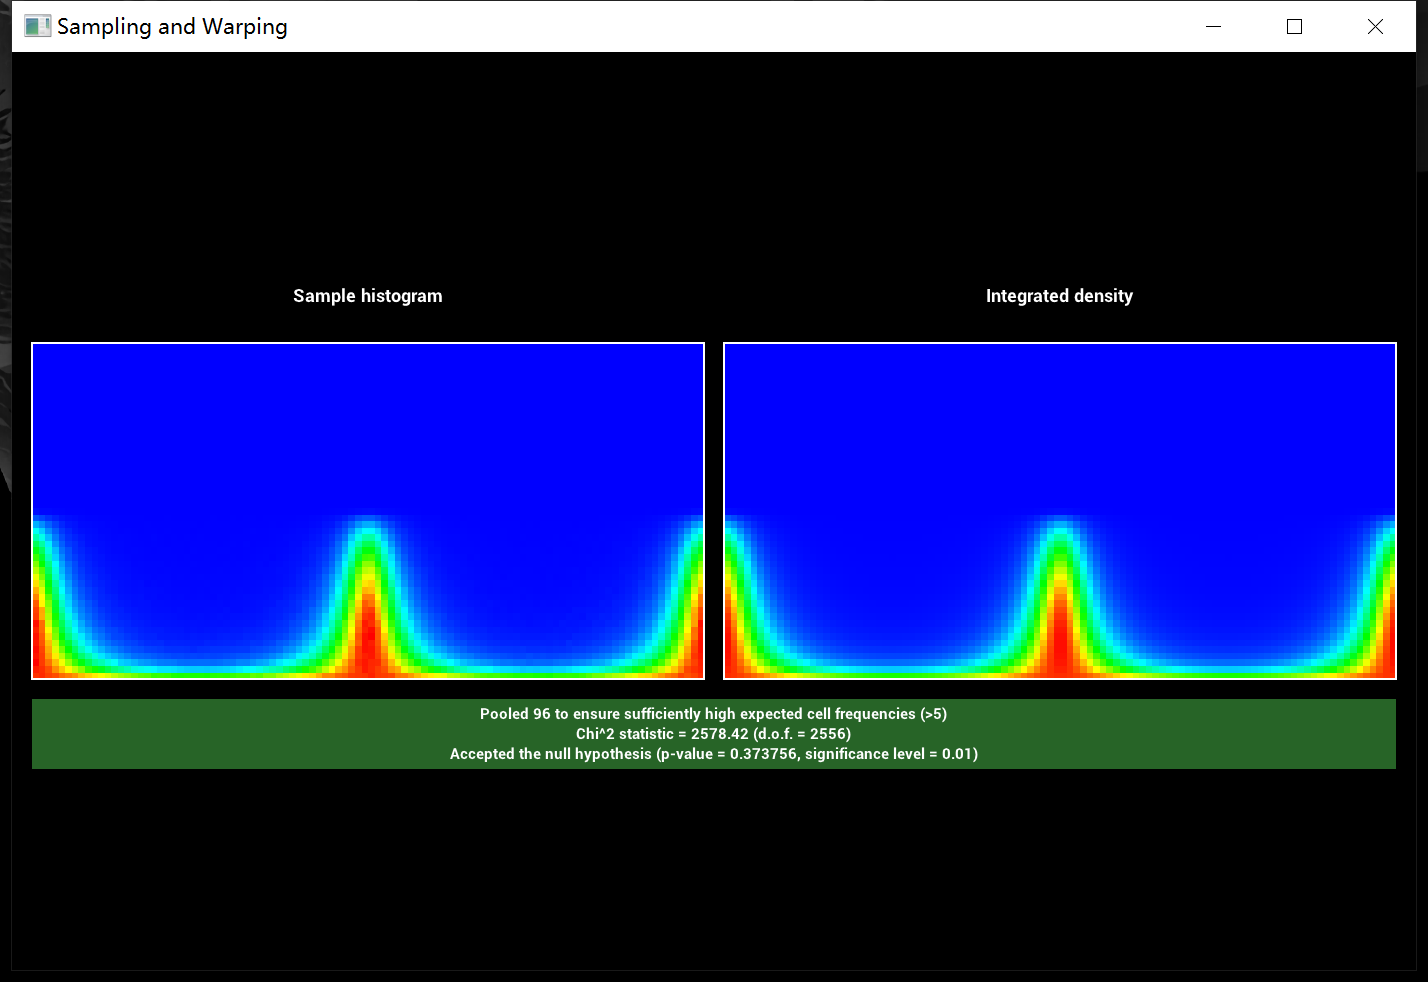 Sampling and Warping
Sample histogram
Integrated density
Pooled 96 to ensure sufficiently high expected cell frequencies (>5)
Chi^2 statistic = 2578.42 (d.o.f. = 2556)
Accepted the null hypothesis (p-value = 0.373756, significance level = 0.01)